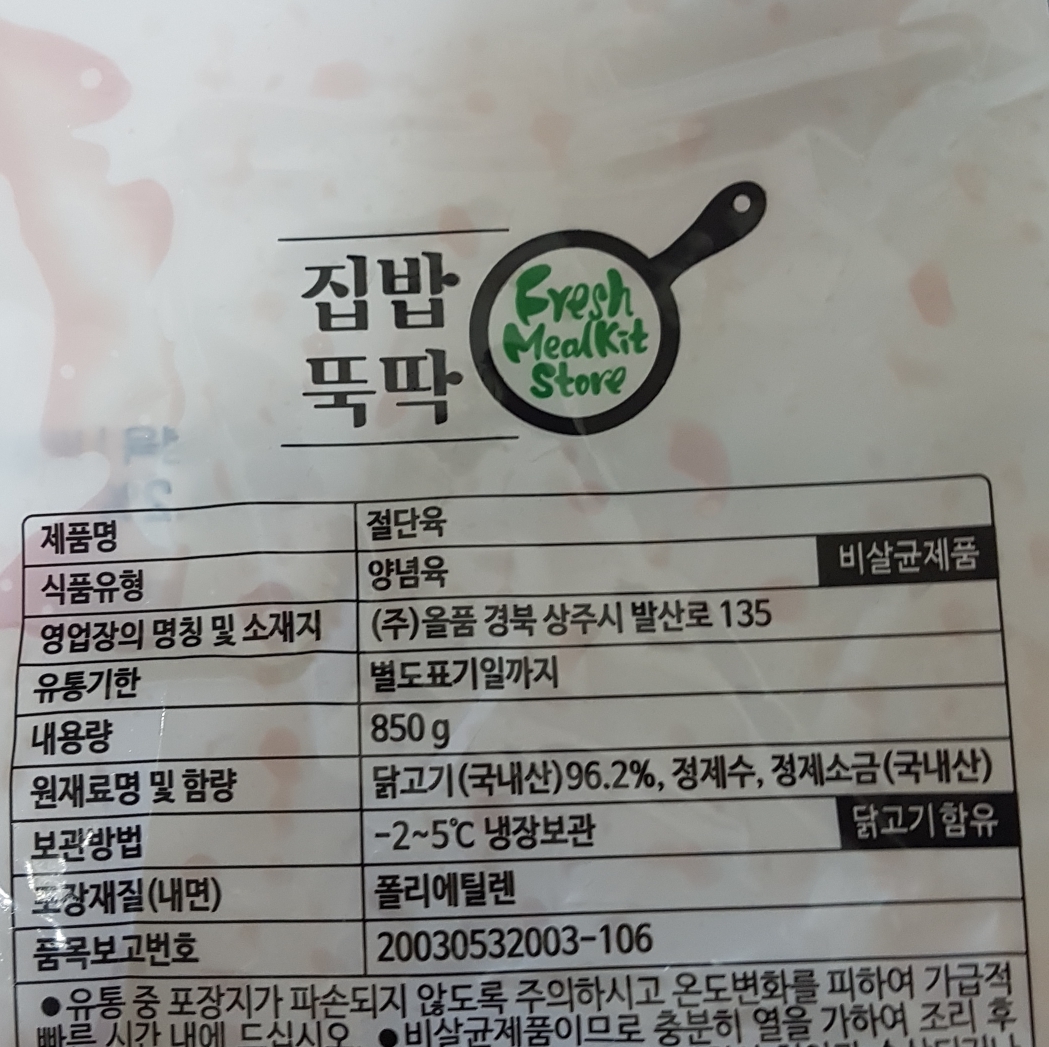 집밥
뚝딱
Fresh
Meal Kit
Store
제품명 절단육
식품유형 양념육 비살균제품
영업장의 명칭 및 소재지 (주)올품 경북 상주시 발산로 135
유통기한 별도표기일까지
내용량 850 g
원재료명 및 함량 닭고기(국내산)96.2%, 정제수, 정제소금(국내산)
보관방법 -2~5℃ 냉장보관 닭고기 함유
포장재질(내면) 폴리에틸렌
품목보고번호 20030532003-106
●유통 중 포장지가 파손되지 않도록 주의하시고 온도변화를 피하여 가급적
빠른 시간 내에 드십시오. ●비살균제품이므로 충분히 열을 가하여 조리 후